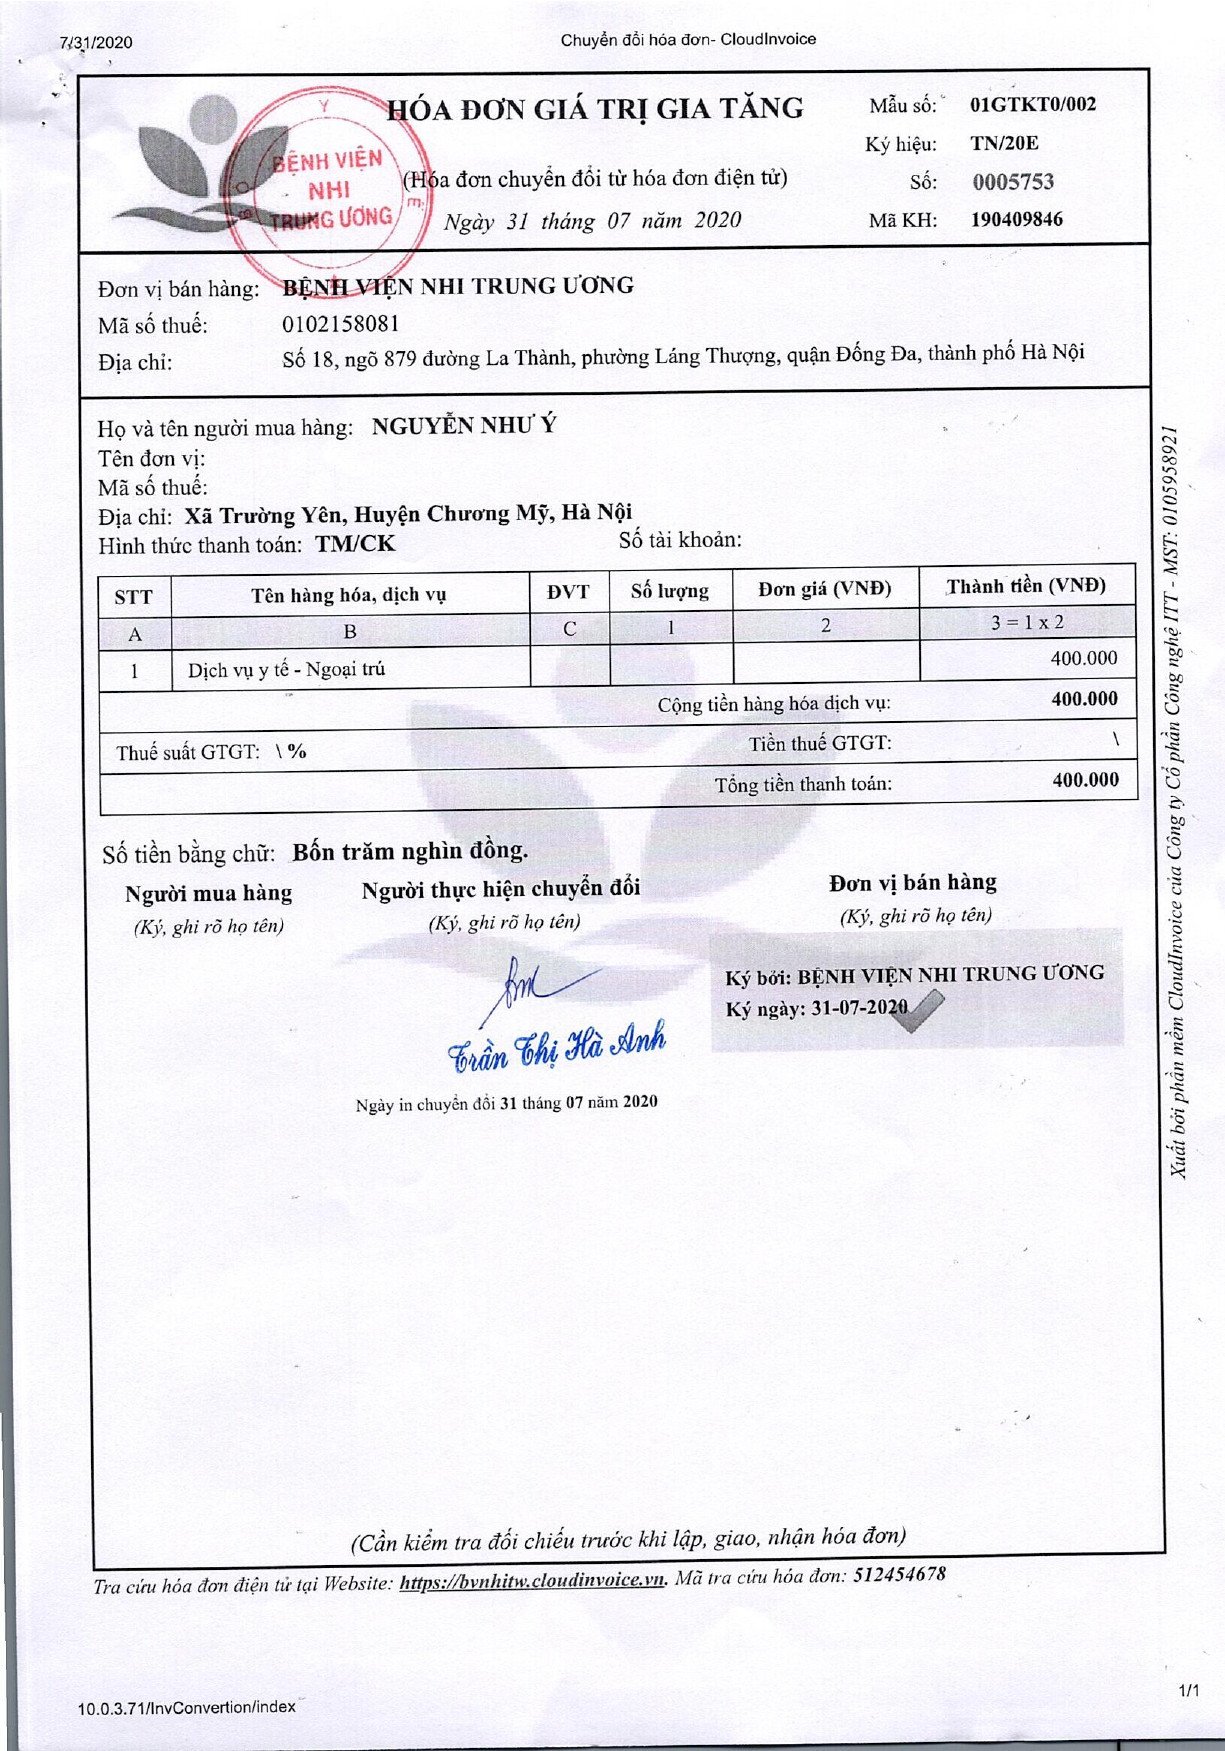 7/31/2020
Chuyển đổi hóa đơn- CloudInvoice
HÓA ĐƠN GIÁ TRỊ GIA TĂNG
(Hóa đơn chuyển đổi từ hóa đơn điện tử)
Ngày 31 tháng 07 năm 2020
Mẫu số: 01GTKT0/002
Ký hiệu: TN/20E
Số: 0005753
Mã KH: 190409846
BỘ Y TẾ
BỆNH VIỆN
NHI
TRUNG ƯƠNG
Đơn vị bán hàng: BỆNH VIỆN NHI TRUNG ƯƠNG
Mã số thuế: 0102158081
Địa chỉ: Số 18, ngõ 879 đường La Thành, phường Láng Thượng, quận Đống Đa, thành phố Hà Nội
Họ và tên người mua hàng: NGUYỄN NHƯ Ý
Tên đơn vị:
Mã số thuế:
Địa chỉ: Xã Trường Yên, Huyện Chương Mỹ, Hà Nội
Hình thức thanh toán: TM/CK Số tài khoản:
STT Tên hàng hóa, dịch vụ ĐVT Số lượng Đơn giá (VNĐ) Thành tiền (VNĐ)
A B C 1 2 3 = 1 x 2
1 Dịch vụ y tế - Ngoại trú 400.000
Cộng tiền hàng hóa dịch vụ: 400.000
Thuế suất GTGT: \ % Tiền thuế GTGT: \
Tổng tiền thanh toán: 400.000
Số tiền bằng chữ: Bốn trăm nghìn đồng.
Người mua hàng Người thực hiện chuyển đổi Đơn vị bán hàng
(Ký, ghi rõ họ tên) (Ký, ghi rõ họ tên) (Ký, ghi rõ họ tên)
Ký bởi: BỆNH VIỆN NHI TRUNG ƯƠNG
Ký ngày: 31-07-2020
Trần Thị Hà Anh
Ngày in chuyển đổi 31 tháng 07 năm 2020
Xuất bởi phần mềm CloudInvoice của Công ty Cổ phần Công nghệ ITT - MST: 0105958921
(Cần kiểm tra đối chiếu trước khi lập, giao, nhận hóa đơn)
Tra cứu hóa đơn điện tử tại Website: https://bvnhitw.cloudinvoice.vn. Mã tra cứu hóa đơn: 512454678
10.0.3.71/InvConvertion/index
1/1